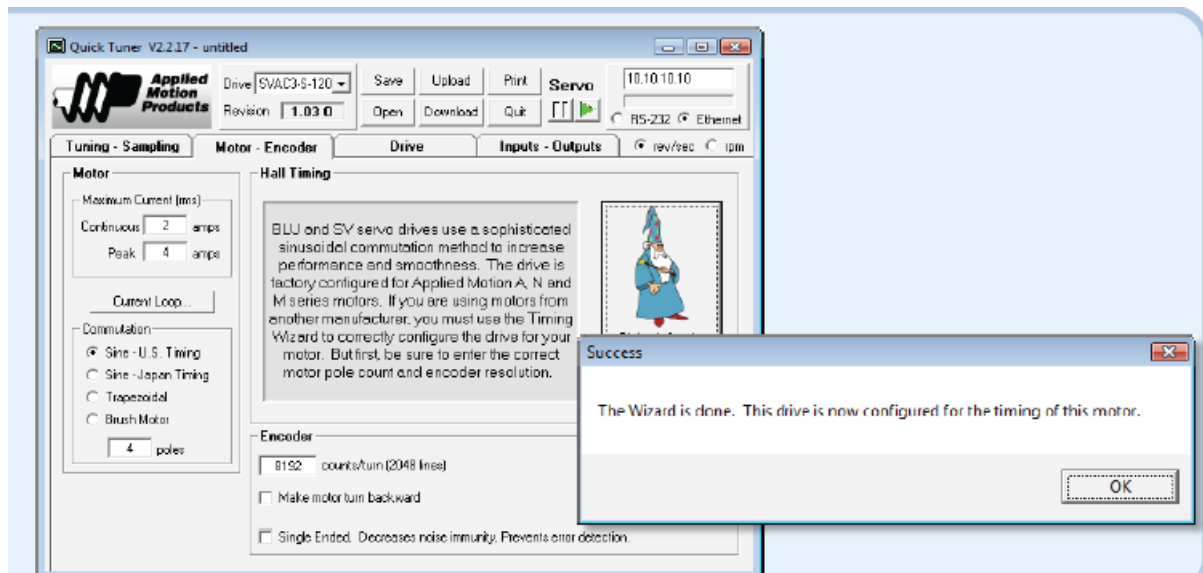 Quick Tuner V2.2.17 - untitled
Applied
Motion
Products
Drive SVAC3-S-120
Save Upload Print Servo
10.10.10.10
Revision 1.03 0
Open Download Quit
RS-232 Ethernet
Tuning - Sampling Motor - Encoder Drive Inputs - Outputs rev/sec rpm
Motor
Maximum Current (rms)
Continuous 2 amps
Peak 4 amps
Current Loop...
Commutation
Sine - U.S. Timing
Sine - Japan Timing
Trapezoidal
Brush Motor
4 poles
Hall Timing
BLU and SV servo drives use a sophisticated
sinusoidal commutation method to increase
performance and smoothness. The drive is
factory configured for Applied Motion A, N and
M series motors. If you are using motors from
another manufacturer, you must use the Timing
Wizard to correctly configure the drive for your
motor. But first, be sure to enter the correct
motor pole count and encoder resolution.
Encoder
8192 counts/turn (2048 lines)
Make motor turn backward
Single Ended. Decreases noise immunity. Prevents error detection.
Success
The Wizard is done. This drive is now configured for the timing of this motor.
OK